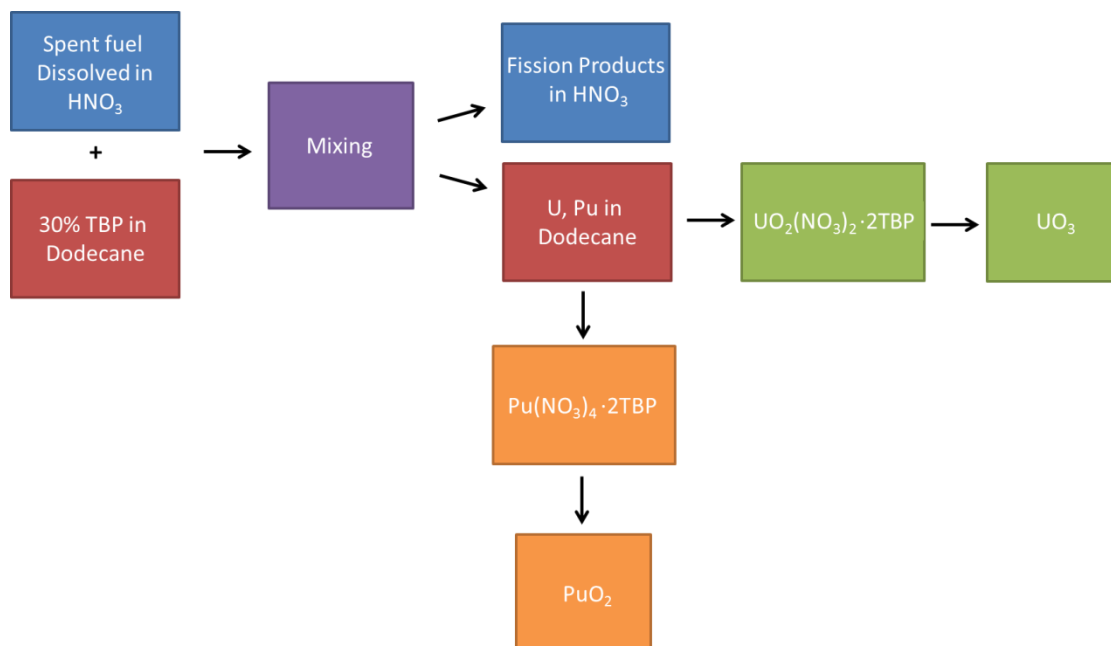 Spent fuel
Dissolved in
HNO₃
+
30% TBP in
Dodecane
Mixing
Fission Products
in HNO₃
U, Pu in
Dodecane
UO₂(NO₃)₂·2TBP
UO₃
Pu(NO₃)₄·2TBP
PuO₂